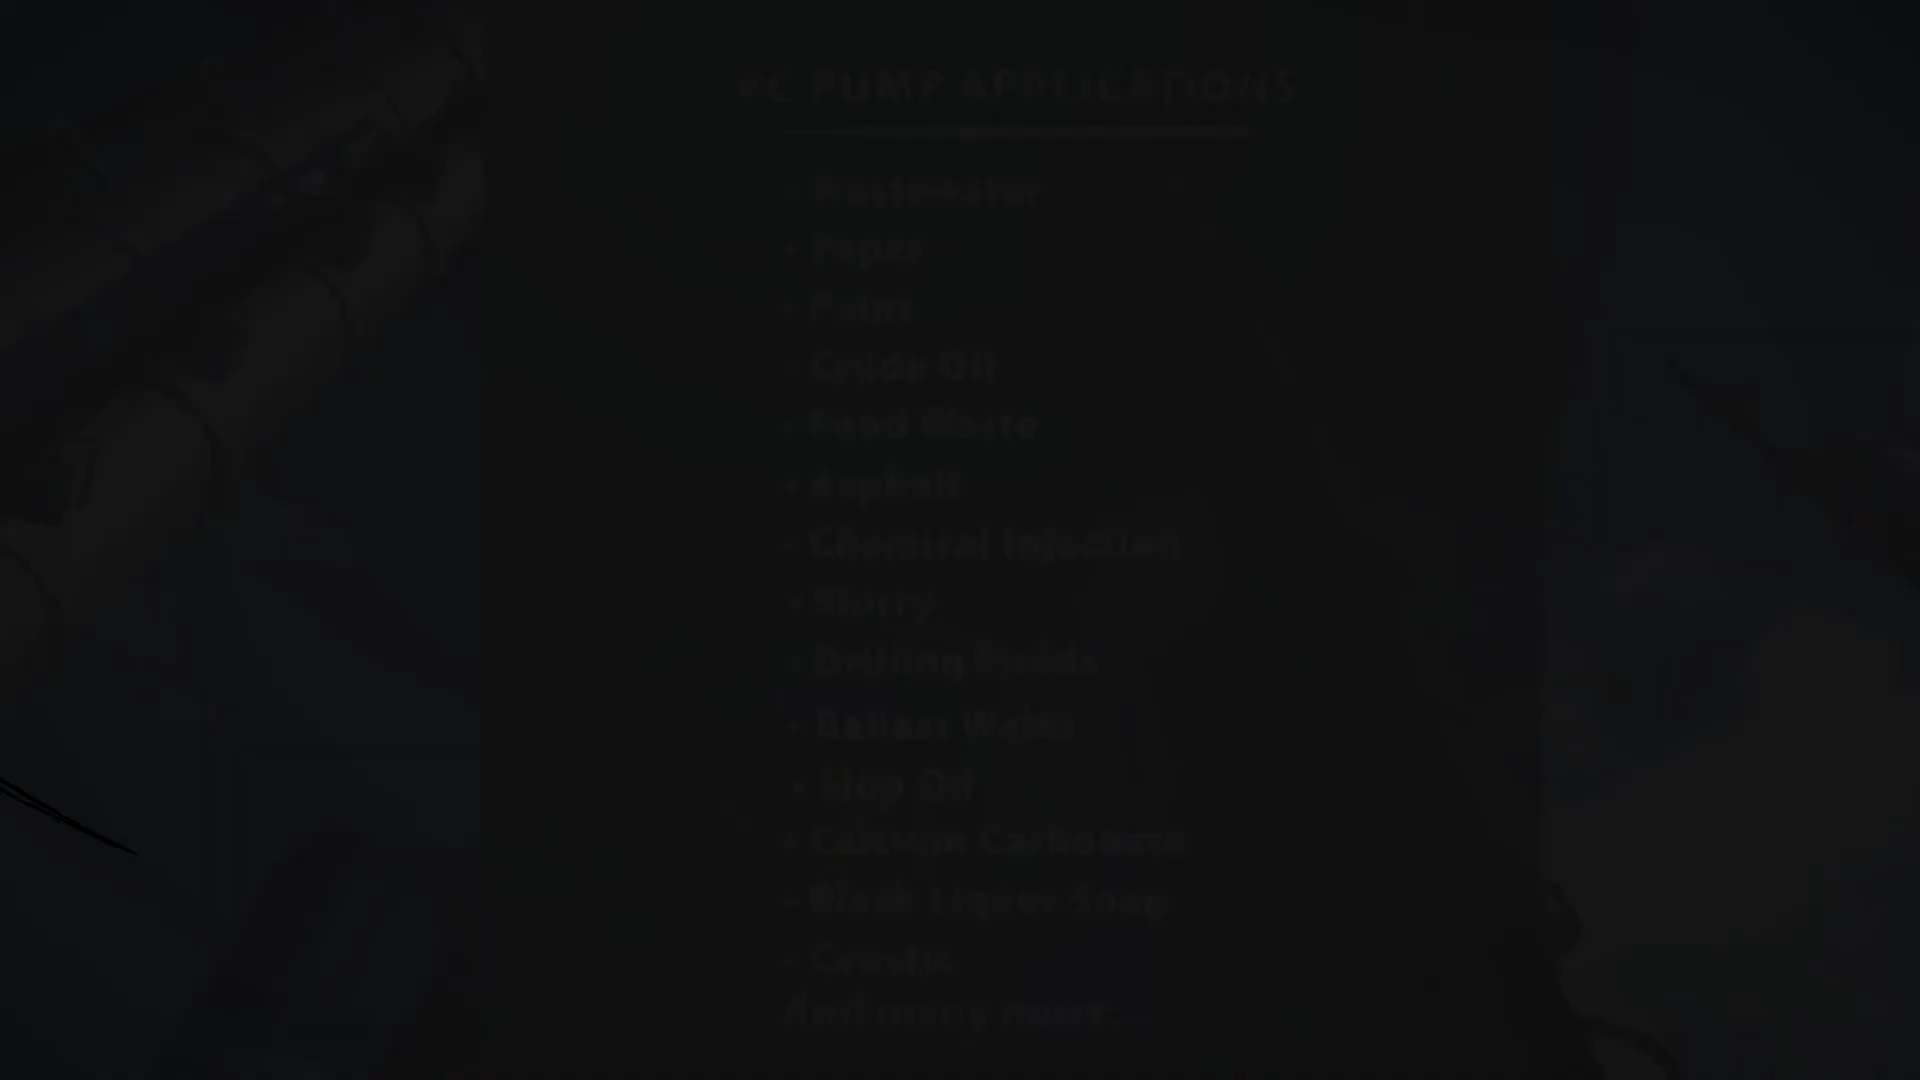 PC PUMP APPLICATIONS
• Wastewater
• Paper
• Paint
• Crude Oil
• Food Waste
• Asphalt
• Chemical Injection
• Slurry
• Drilling Fluids
• Ballast Water
• Slop Oil
• Calcium Carbonate
• Black Liquor Soap
And many more...